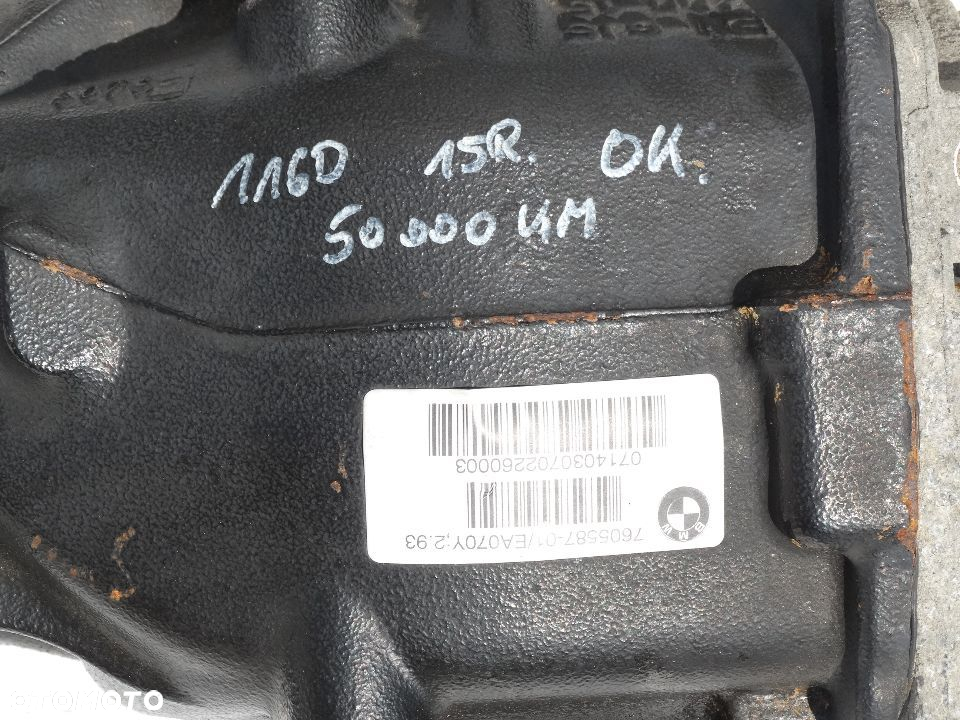 116D 15R. OK.
50 000 KM
0714030702260003
7605587-01/EA070Y;2.93
BMW
OTOMOTO